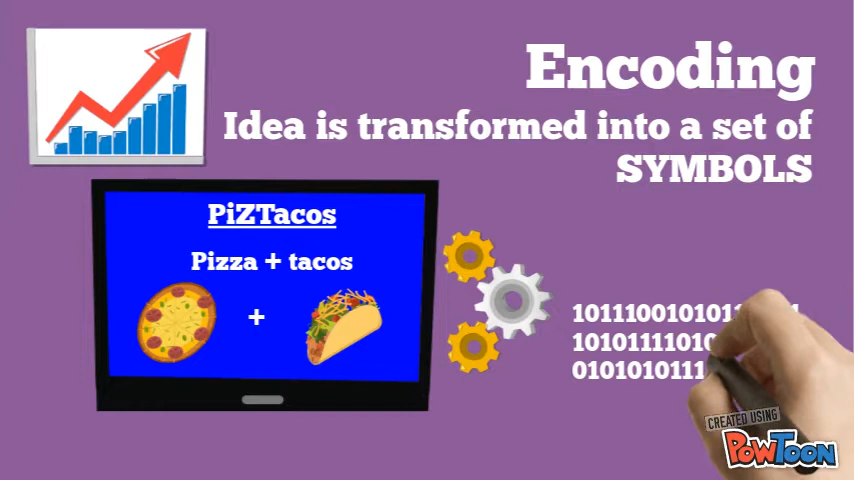 Encoding
Idea is transformed into a set of
SYMBOLS
PiZTacos
Pizza + tacos
+
CREATED USING
POWTOON